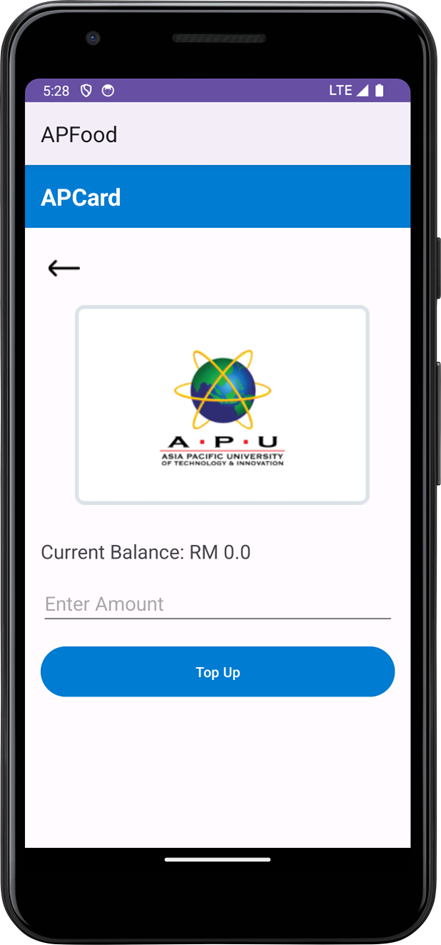 5:28 LTE
APFood
APCard
A·P·U
ASIA PACIFIC UNIVERSITY
OF TECHNOLOGY & INNOVATION
Current Balance: RM 0.0
Enter Amount
Top Up